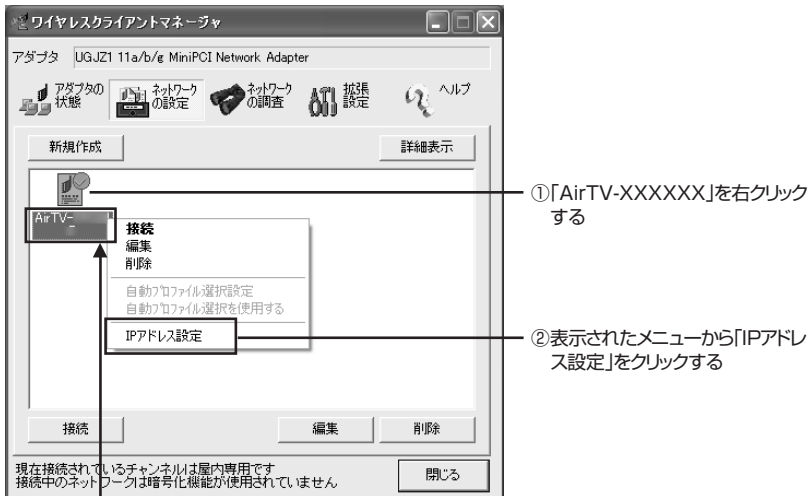 ワイヤレスクライアントマネージャ
アダプタ UGJZ1 11a/b/g MiniPCI Network Adapter
アダプタの状態
ネットワークの設定
ネットワークの調査
拡張設定
ヘルプ
新規作成
詳細表示
AirTV-
接続
編集
削除
自動プロファイル選択設定
自動プロファイル選択を使用する
IPアドレス設定
①「AirTV-XXXXXX」を右クリック
する
②表示されたメニューから「IPアドレ
ス設定」をクリックする
接続
編集
削除
現在接続されているチャンネルは屋内専用です
接続中のネットワークは暗号化機能が使用されていません
閉じる